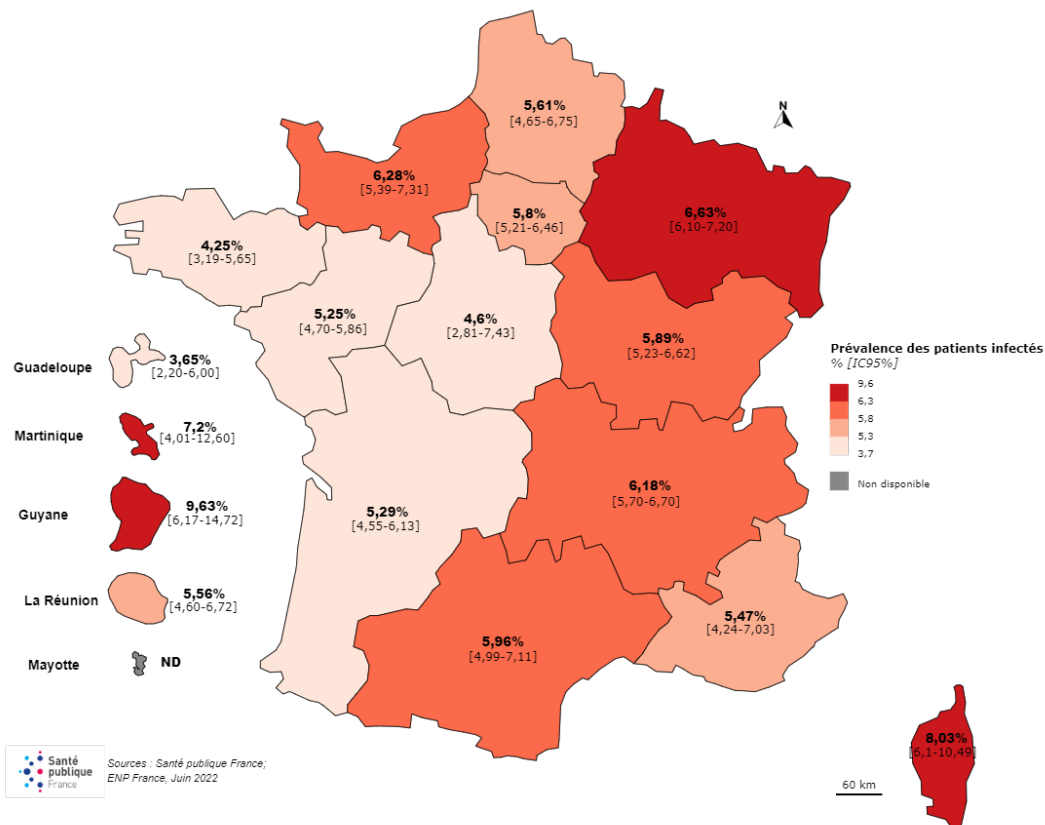 5,61%
[4,65-6,75]
N
6,28%
[5,39-7,31]
5,8%
[5,21-6,46]
6,63%
[6,10-7,20]
4,25%
[3,19-5,65]
5,25%
[4,70-5,86]
4,6%
[2,81-7,43]
5,89%
[5,23-6,62]
Prévalence des patients infectés
% [IC95%]
9,6
6,3
5,8
5,3
3,7
Non disponible
Guadeloupe
3,65%
[2,20-6,00]
Martinique
7,2%
[4,01-12,60]
Guyane
9,63%
[6,17-14,72]
5,29%
[4,55-6,13]
6,18%
[5,70-6,70]
La Réunion
5,56%
[4,60-6,72]
5,47%
[4,24-7,03]
5,96%
[4,99-7,11]
Mayotte
ND
8,03%
[6,1-10,49]
Santé
publique
France
Sources : Santé publique France;
ENP France, Juin 2022
60 km